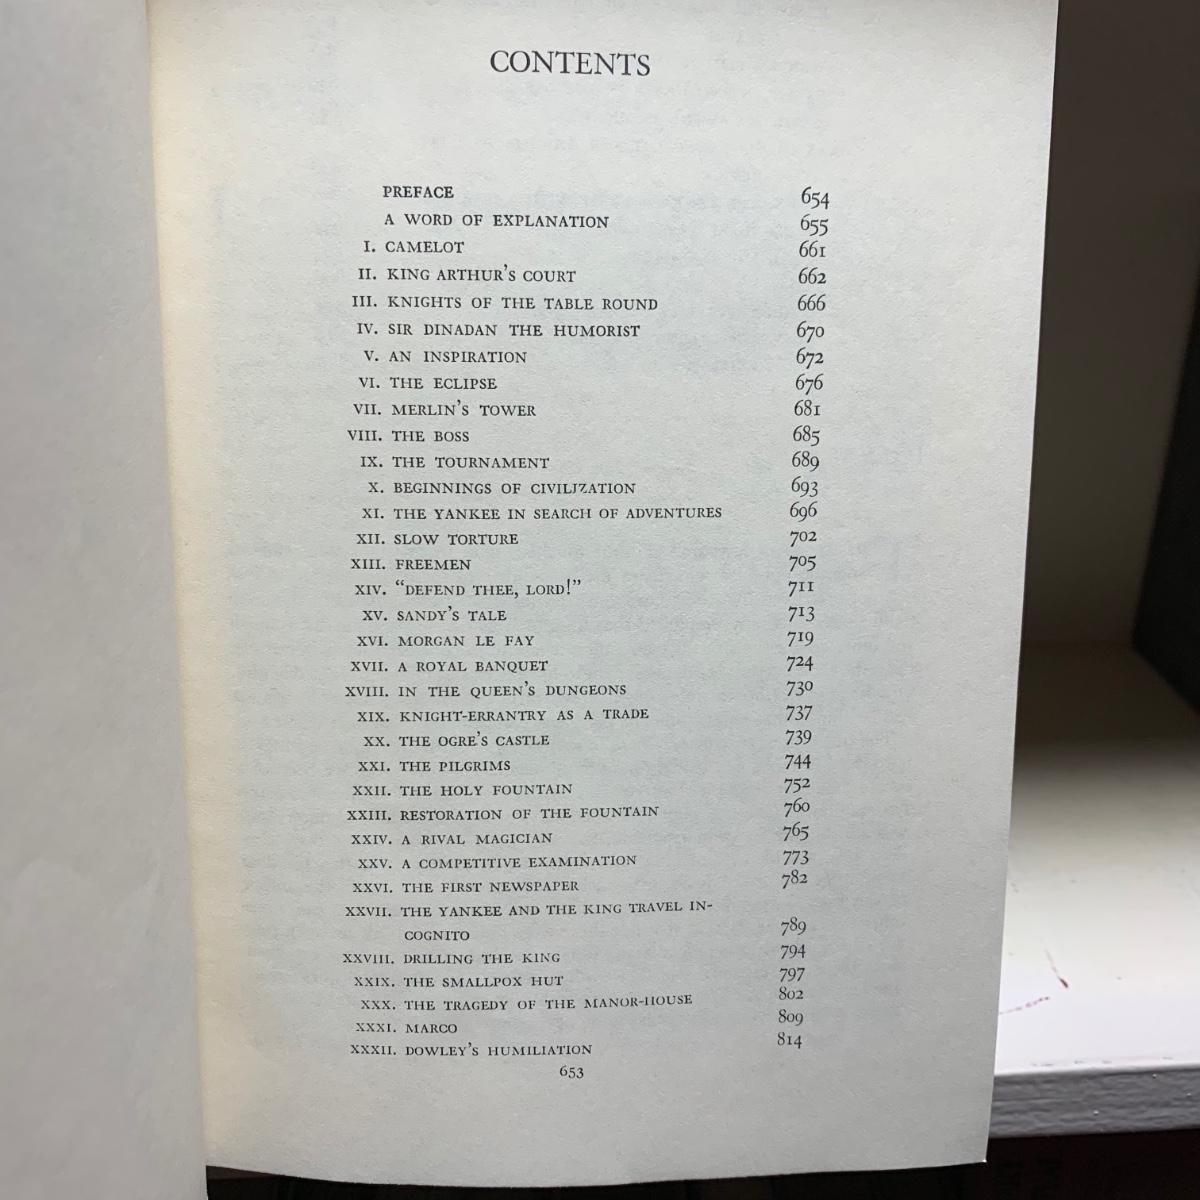 CONTENTS
PREFACE 654
A WORD OF EXPLANATION 655
I. CAMELOT 661
II. KING ARTHUR'S COURT 662
III. KNIGHTS OF THE TABLE ROUND 666
IV. SIR DINADAN THE HUMORIST 670
V. AN INSPIRATION 672
VI. THE ECLIPSE 676
VII. MERLIN'S TOWER 681
VIII. THE BOSS 685
IX. THE TOURNAMENT 689
X. BEGINNINGS OF CIVILIZATION 693
XI. THE YANKEE IN SEARCH OF ADVENTURES 696
XII. SLOW TORTURE 702
XIII. FREEMEN 705
XIV. “DEFEND THEE, LORD!” 711
XV. SANDY'S TALE 713
XVI. MORGAN LE FAY 719
XVII. A ROYAL BANQUET 724
XVIII. IN THE QUEEN'S DUNGEONS 730
XIX. KNIGHT-ERRANTRY AS A TRADE 737
XX. THE OGRE'S CASTLE 739
XXI. THE PILGRIMS 744
XXII. THE HOLY FOUNTAIN 752
XXIII. RESTORATION OF THE FOUNTAIN 760
XXIV. A RIVAL MAGICIAN 765
XXV. A COMPETITIVE EXAMINATION 773
XXVI. THE FIRST NEWSPAPER 782
XXVII. THE YANKEE AND THE KING TRAVEL IN-
COGNITO 789
XXVIII. DRILLING THE KING 794
XXIX. THE SMALLPOX HUT 797
XXX. THE TRAGEDY OF THE MANOR-HOUSE 802
XXXI. MARCO 809
XXXII. DOWLEY'S HUMILIATION 814
653